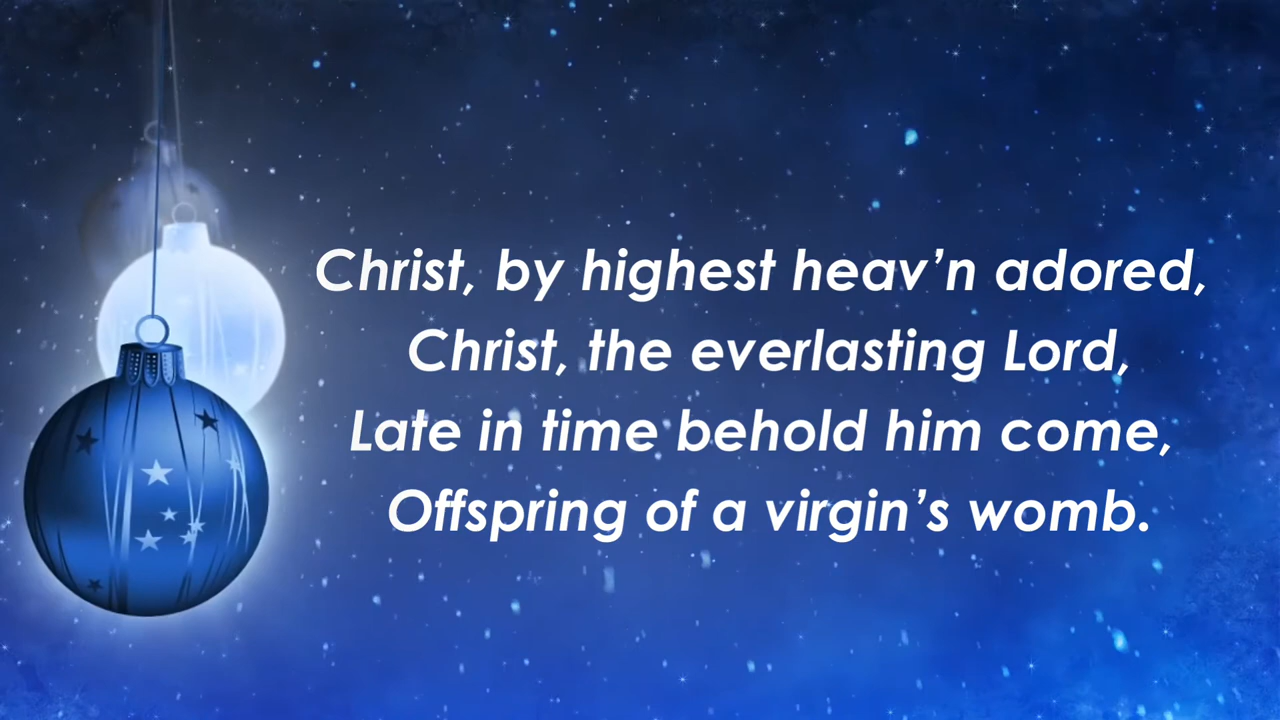 Christ, by highest heav’n adored,
Christ, the everlasting Lord,
Late in time behold him come,
Offspring of a virgin’s womb.